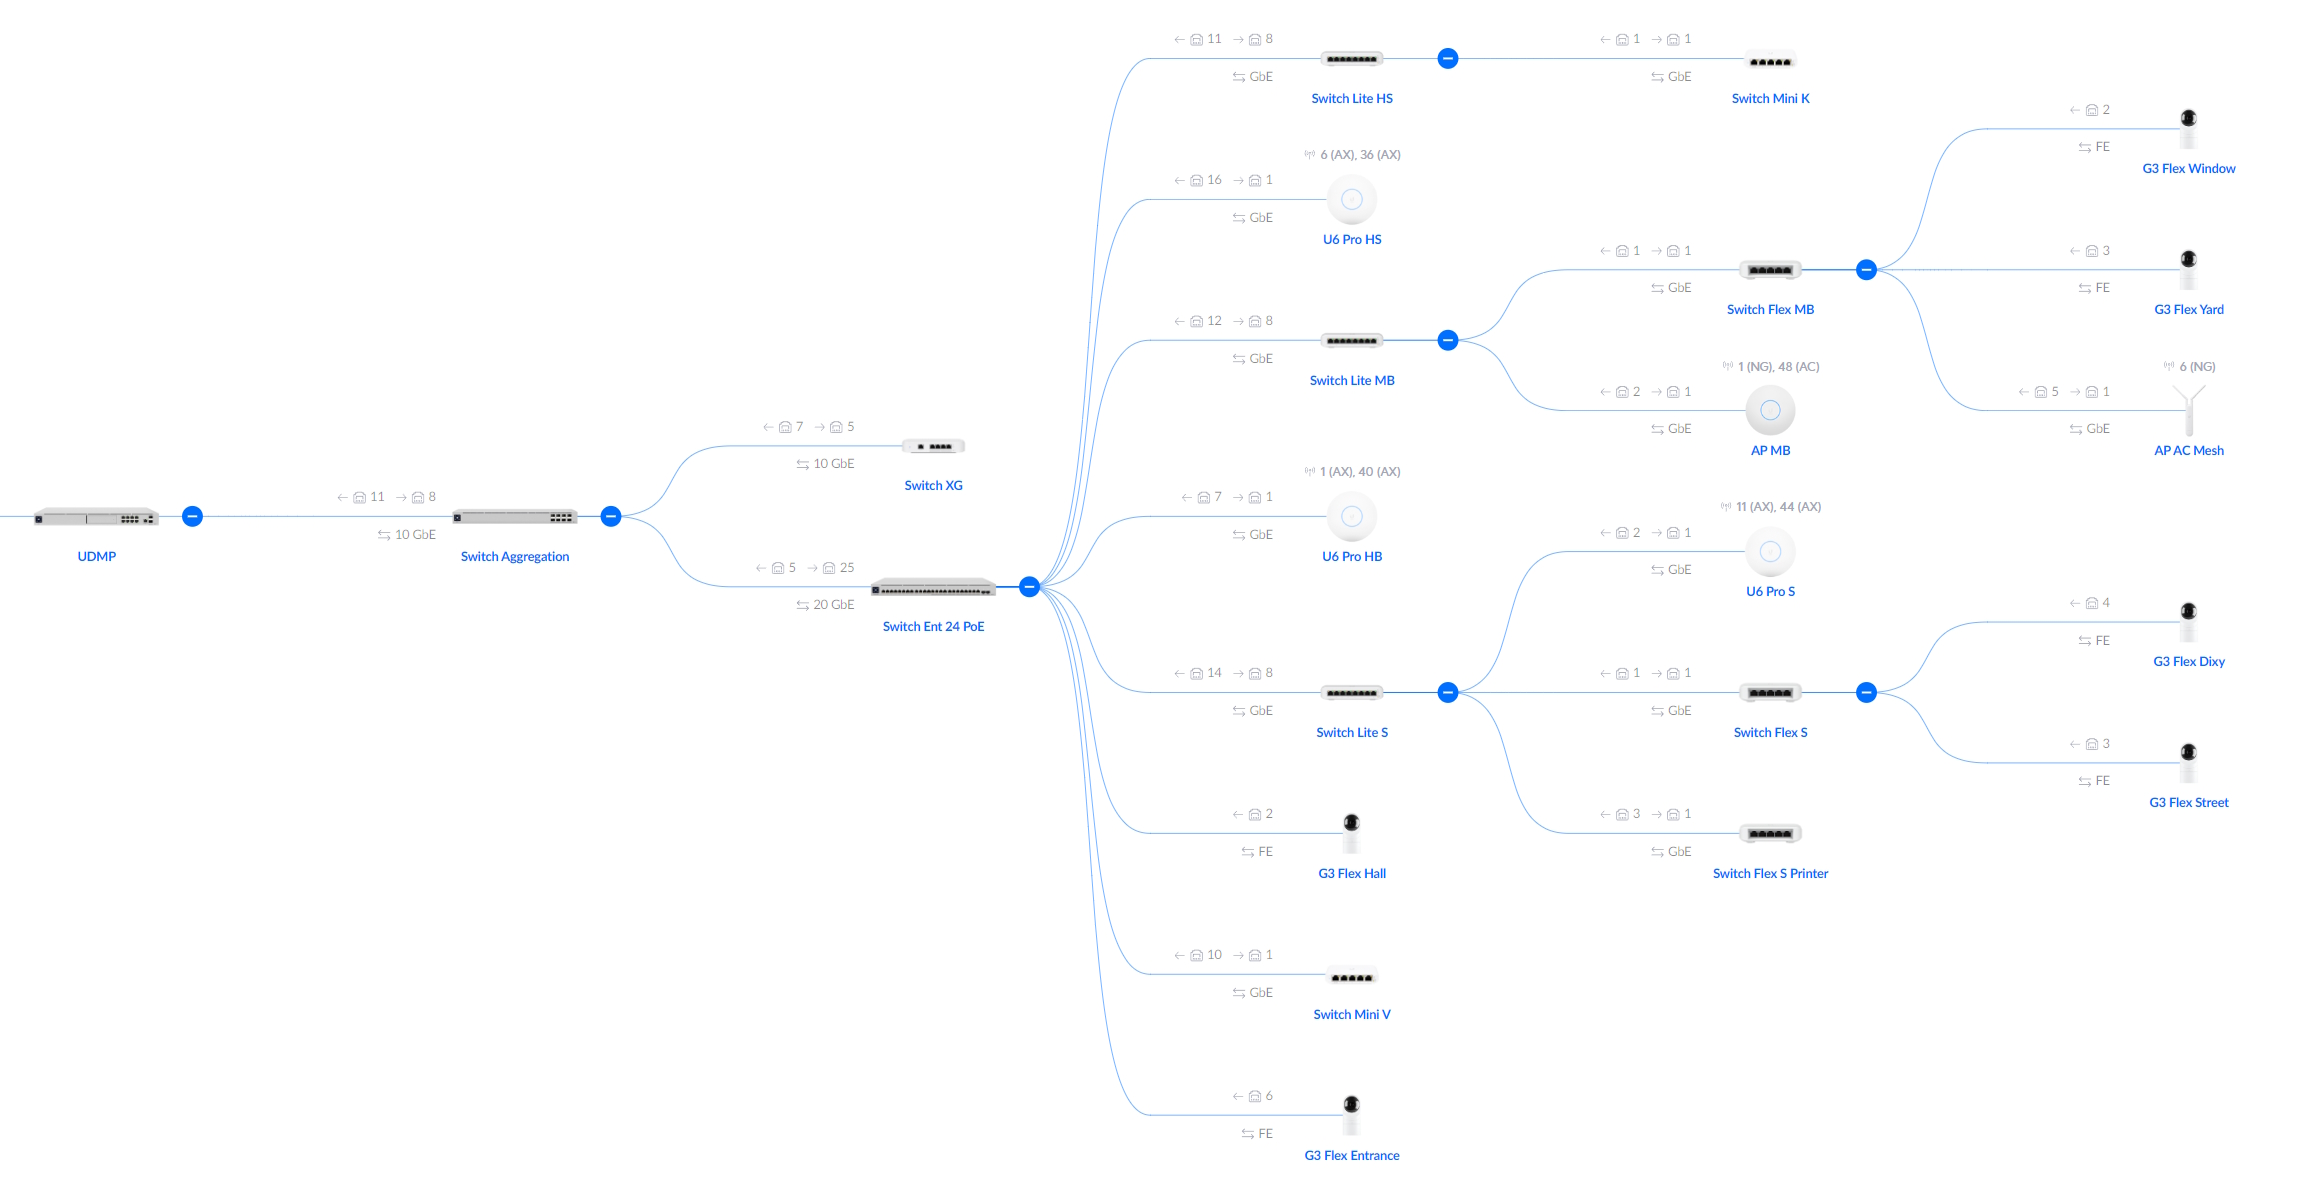 11 8
GbE
Switch Lite HS
1 1
GbE
Switch Mini K
2
FE
G3 Flex Window
6 (AX), 36 (AX)
16 1
GbE
U6 Pro HS
1 1
GbE
Switch Flex MB
3
FE
G3 Flex Yard
12 8
GbE
Switch Lite MB
1 (NG), 48 (AC)
2 1
GbE
AP MB
6 (NG)
5 1
GbE
AP AC Mesh
7 5
10 GbE
Switch XG
1 (AX), 40 (AX)
7 1
GbE
U6 Pro HB
UDMP
11 8
10 GbE
Switch Aggregation
11 (AX), 44 (AX)
2 1
GbE
U6 Pro S
5 25
20 GbE
Switch Ent 24 PoE
4
FE
G3 Flex Dixy
14 8
GbE
Switch Lite S
1 1
GbE
Switch Flex S
3
FE
G3 Flex Street
2
FE
G3 Flex Hall
3 1
GbE
Switch Flex S Printer
10 1
GbE
Switch Mini V
6
FE
G3 Flex Entrance